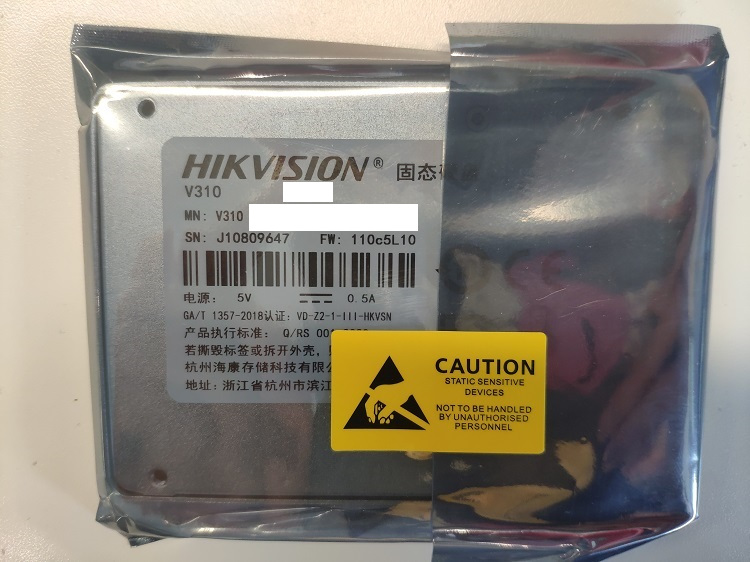 HIKVISION® 固态硬盘
V310
MN: V310
SN: J10809647 FW: 110c5L10
电源: 5V 0.5A
GA/T 1357-2018认证: VD-Z2-1-III-HKVSN
产品执行标准: Q/RS
若撕毁标签或拆开外壳,
杭州海康存储科技有限
地址: 浙江省杭州市滨江
CAUTION
STATIC SENSITIVE
DEVICES
NOT TO BE HANDLED
BY UNAUTHORISED
PERSONNEL